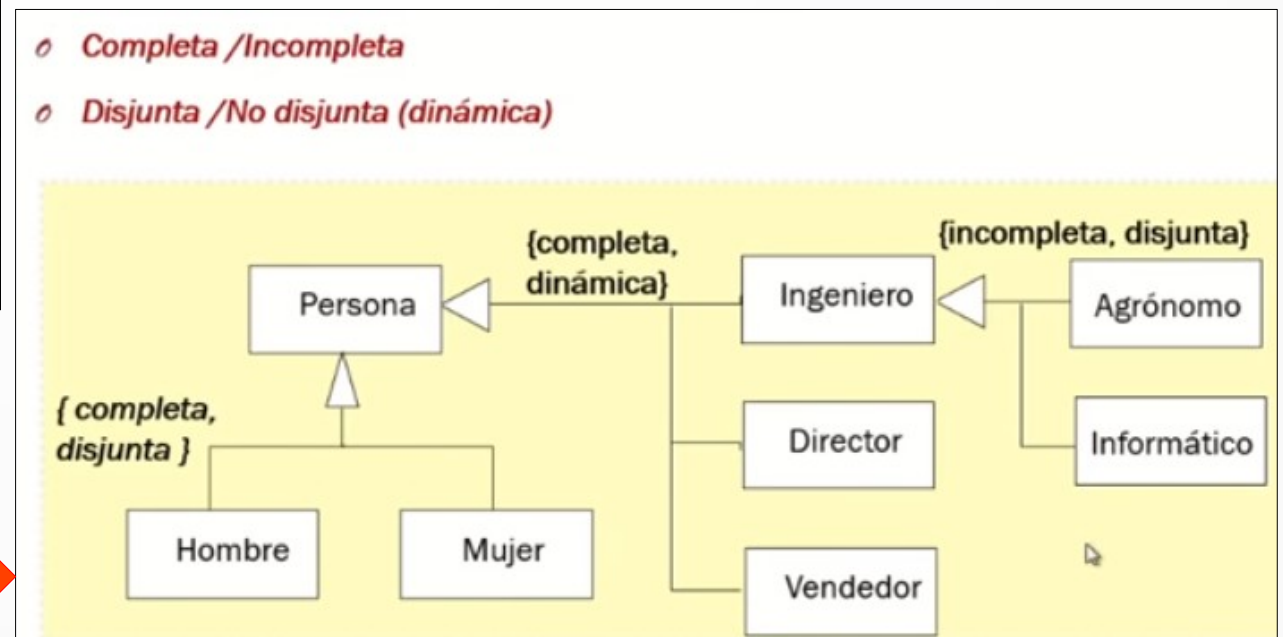 Completa /Incompleta
Disjunta /No disjunta (dinámica)
{completa,
dinámica}
{incompleta, disjunta}
Persona
Ingeniero
Agrónomo
{ completa,
disjunta }
Director
Informático
Hombre
Mujer
Vendedor